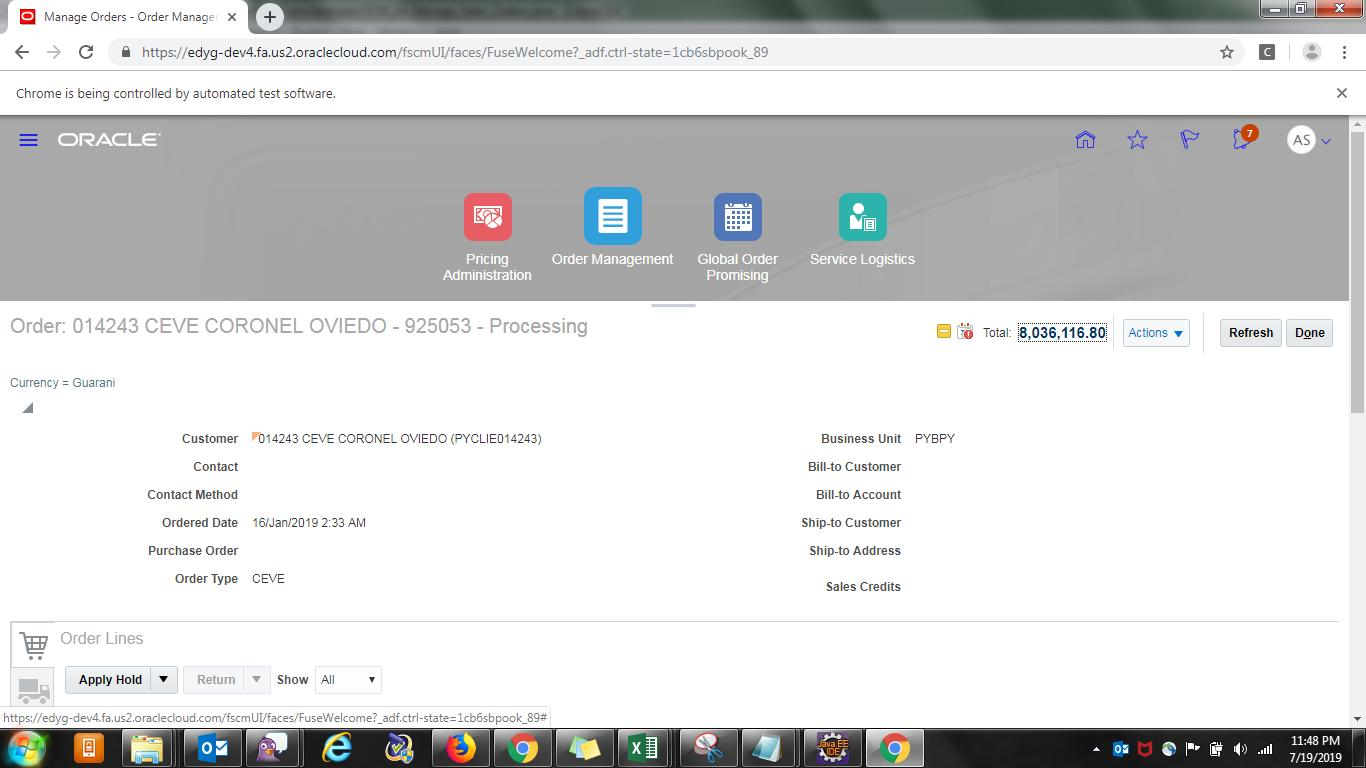 Manage Orders - Order Manager
https://edyg-dev4.fa.us2.oraclecloud.com/fscmUI/faces/FuseWelcome?_adf.ctrl-state=1cb6sbpook_89
C
Chrome is being controlled by automated test software.
ORACLE
7
AS
Pricing Administration
Order Management
Global Order Promising
Service Logistics
Order: 014243 CEVE CORONEL OVIEDO - 925053 - Processing
Total: 8,036,116.80
Actions
Refresh
Done
Currency = Guarani
Customer 014243 CEVE CORONEL OVIEDO (PYCLIE014243)
Contact
Contact Method
Ordered Date 16/Jan/2019 2:33 AM
Purchase Order
Order Type CEVE
Business Unit PYBPY
Bill-to Customer
Bill-to Account
Ship-to Customer
Ship-to Address
Sales Credits
Order Lines
Apply Hold
Return
Show All
https://edyg-dev4.fa.us2.oraclecloud.com/fscmUI/faces/FuseWelcome?_adf.ctrl-state=1cb6sbpook_89#
Java EE
IDE
11:48 PM
7/19/2019